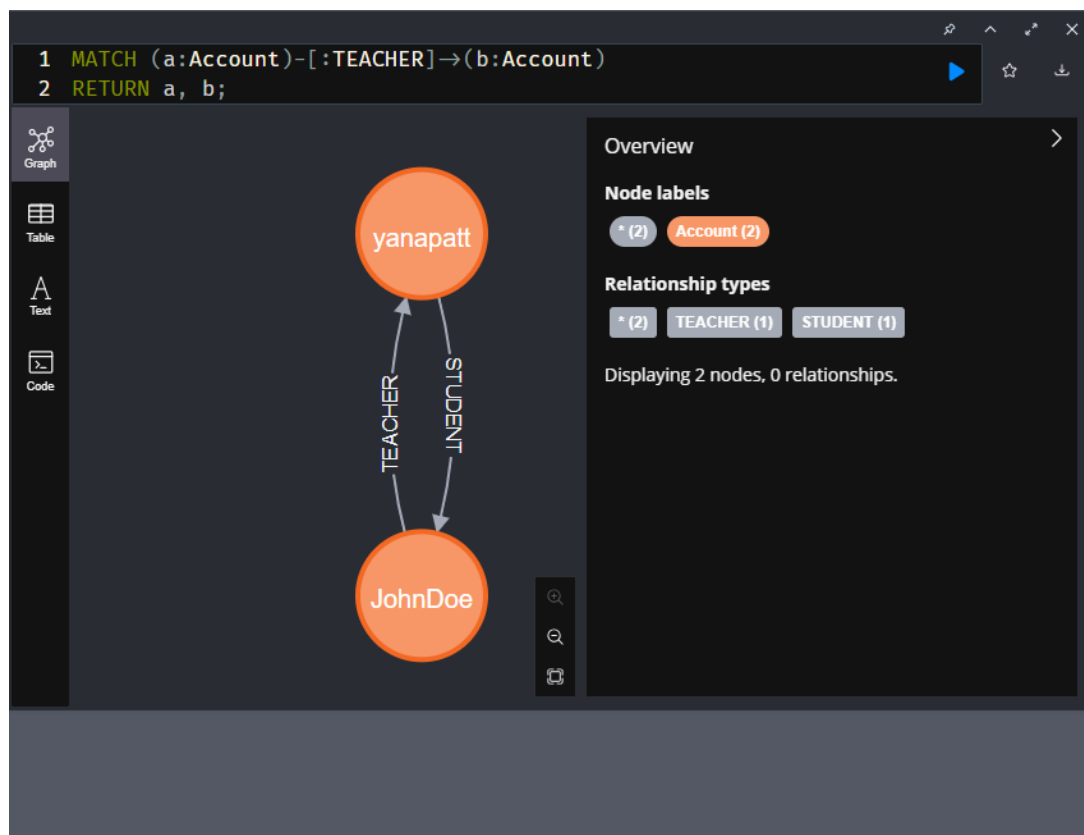 1 MATCH (a:Account)-[:TEACHER]→(b:Account)
2 RETURN a, b;
Graph
Table
A
Text
Code
yanapatt
TEACHER
STUDENT
JohnDoe
Overview
Node labels
* (2) Account (2)
Relationship types
* (2) TEACHER (1) STUDENT (1)
Displaying 2 nodes, 0 relationships.